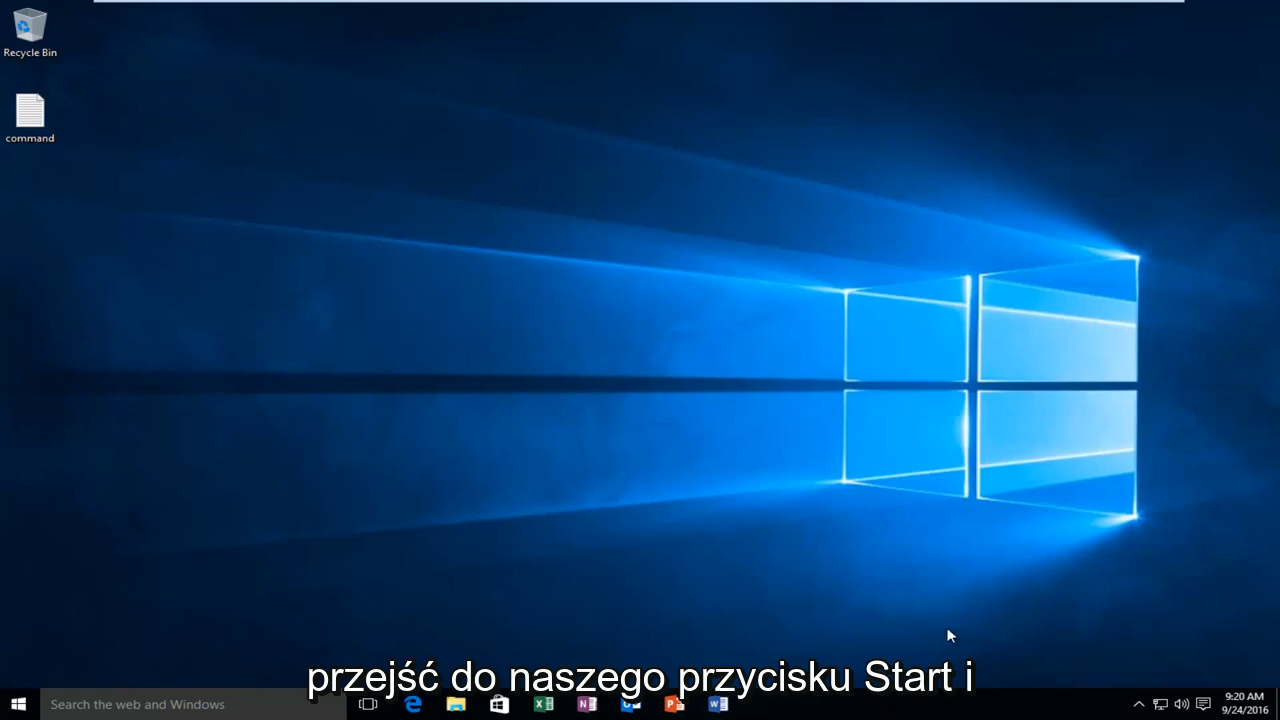 Recycle Bin
command
przejść do naszego przycisku Start i
Search the web and Windows
9:20 AM
9/24/2016